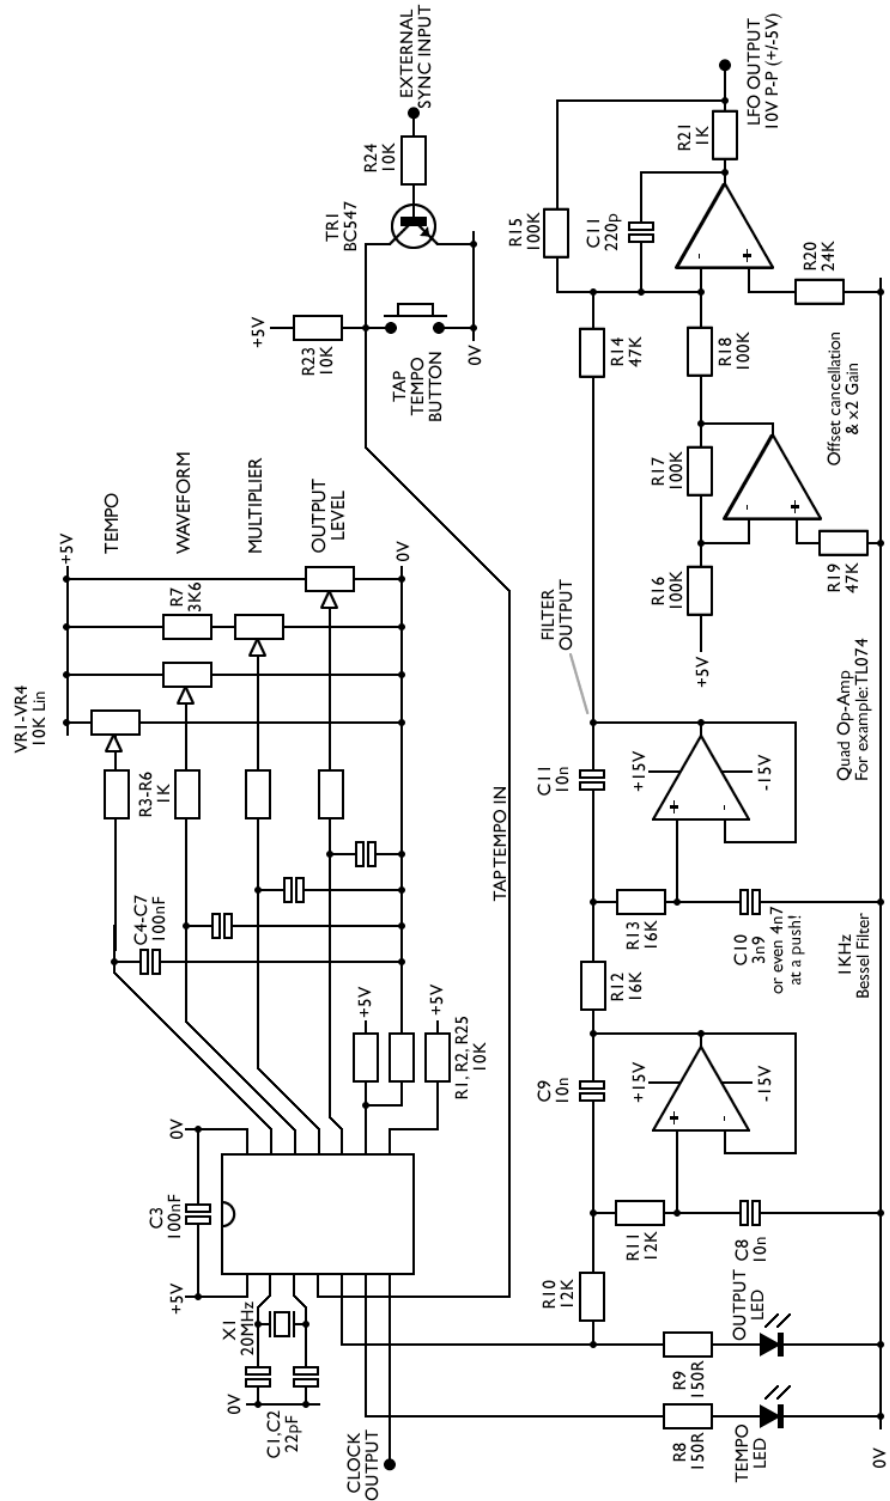 +5V
C3
100nF
0V
X1
20MHz
0V
C1,C2
22pF
CLOCK
OUTPUT
VR1-VR4
10K Lin
+5V
TEMPO
WAVEFORM
MULTIPLIER
OUTPUT
LEVEL
R7
3K6
0V
R3-R6
1K
C4-C7
100nF
+5V
+5V
R1, R2, R25
10K
TAP TEMPO IN
+5V
R23
10K
TAP
TEMPO
BUTTON
0V
TR1
BC547
R24
10K
EXTERNAL
SYNC INPUT
R10
12K
C9
10n
R11
12K
C8
10n
+
-
+15V
-15V
R12
16K
C11
10n
R13
16K
C10
3n9
or even 4n7
at a push!
+
-
+15V
-15V
FILTER
OUTPUT
1KHz
Bessel Filter
Quad Op-Amp
For example:TL074
R14
47K
R15
100K
C11
220p
+5V
R16
100K
R17
100K
R18
100K
-
+
R19
47K
-
+
R20
24K
R21
1K
LFO OUTPUT
10V P-P (+/-5V)
Offset cancellation
& x2 Gain
R8
150R
TEMPO
LED
R9
150R
OUTPUT
LED
0V